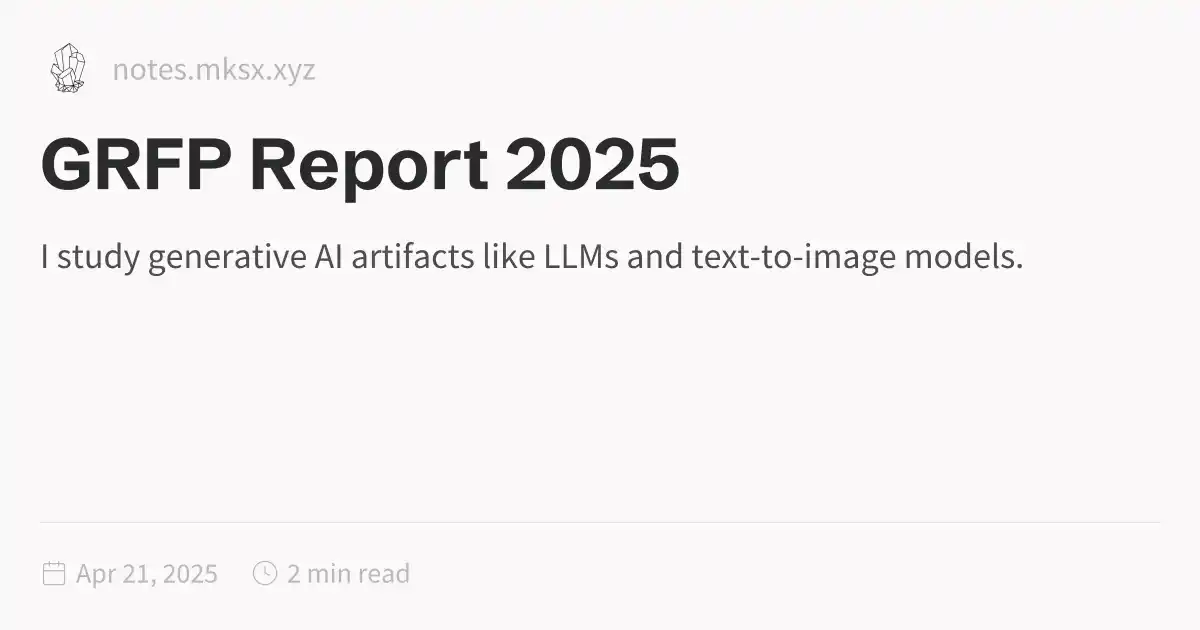 notes.mksx.xyz
GRFP Report 2025
I study generative AI artifacts like LLMs and text-to-image models.
Apr 21, 2025 2 min read